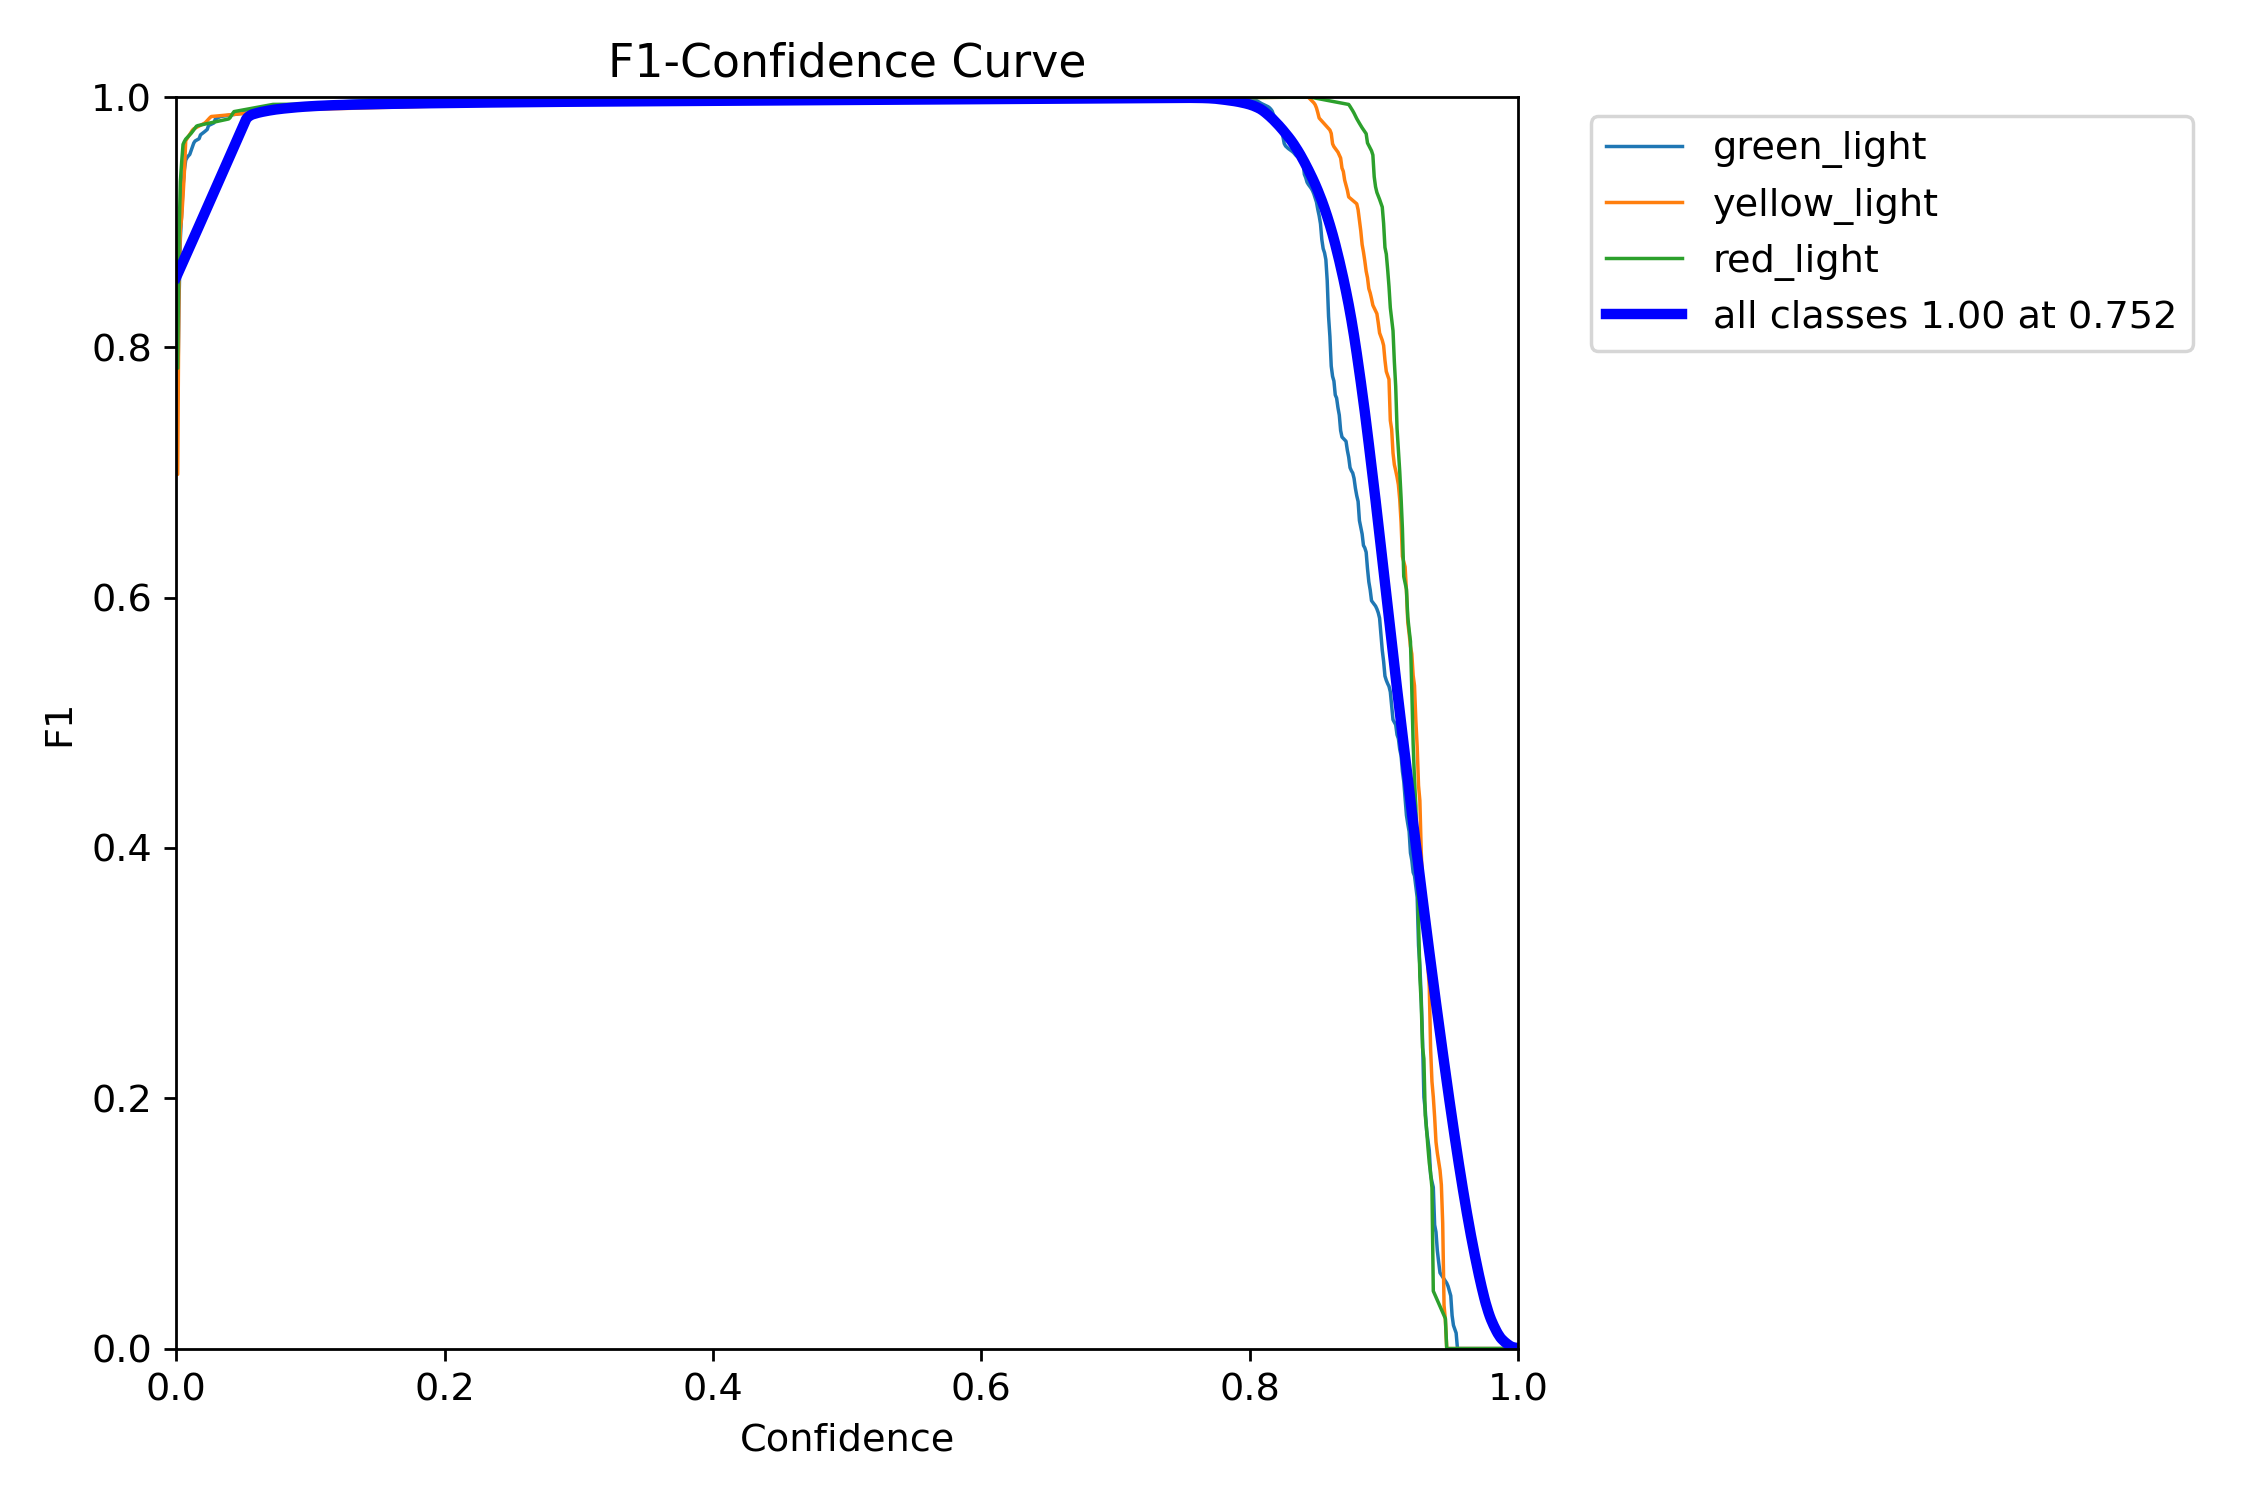 F1-Confidence Curve
1.0
0.8
0.6
0.4
0.2
0.0
F1
0.0 0.2 0.4 0.6 0.8 1.0
Confidence
green_light
yellow_light
red_light
all classes 1.00 at 0.752